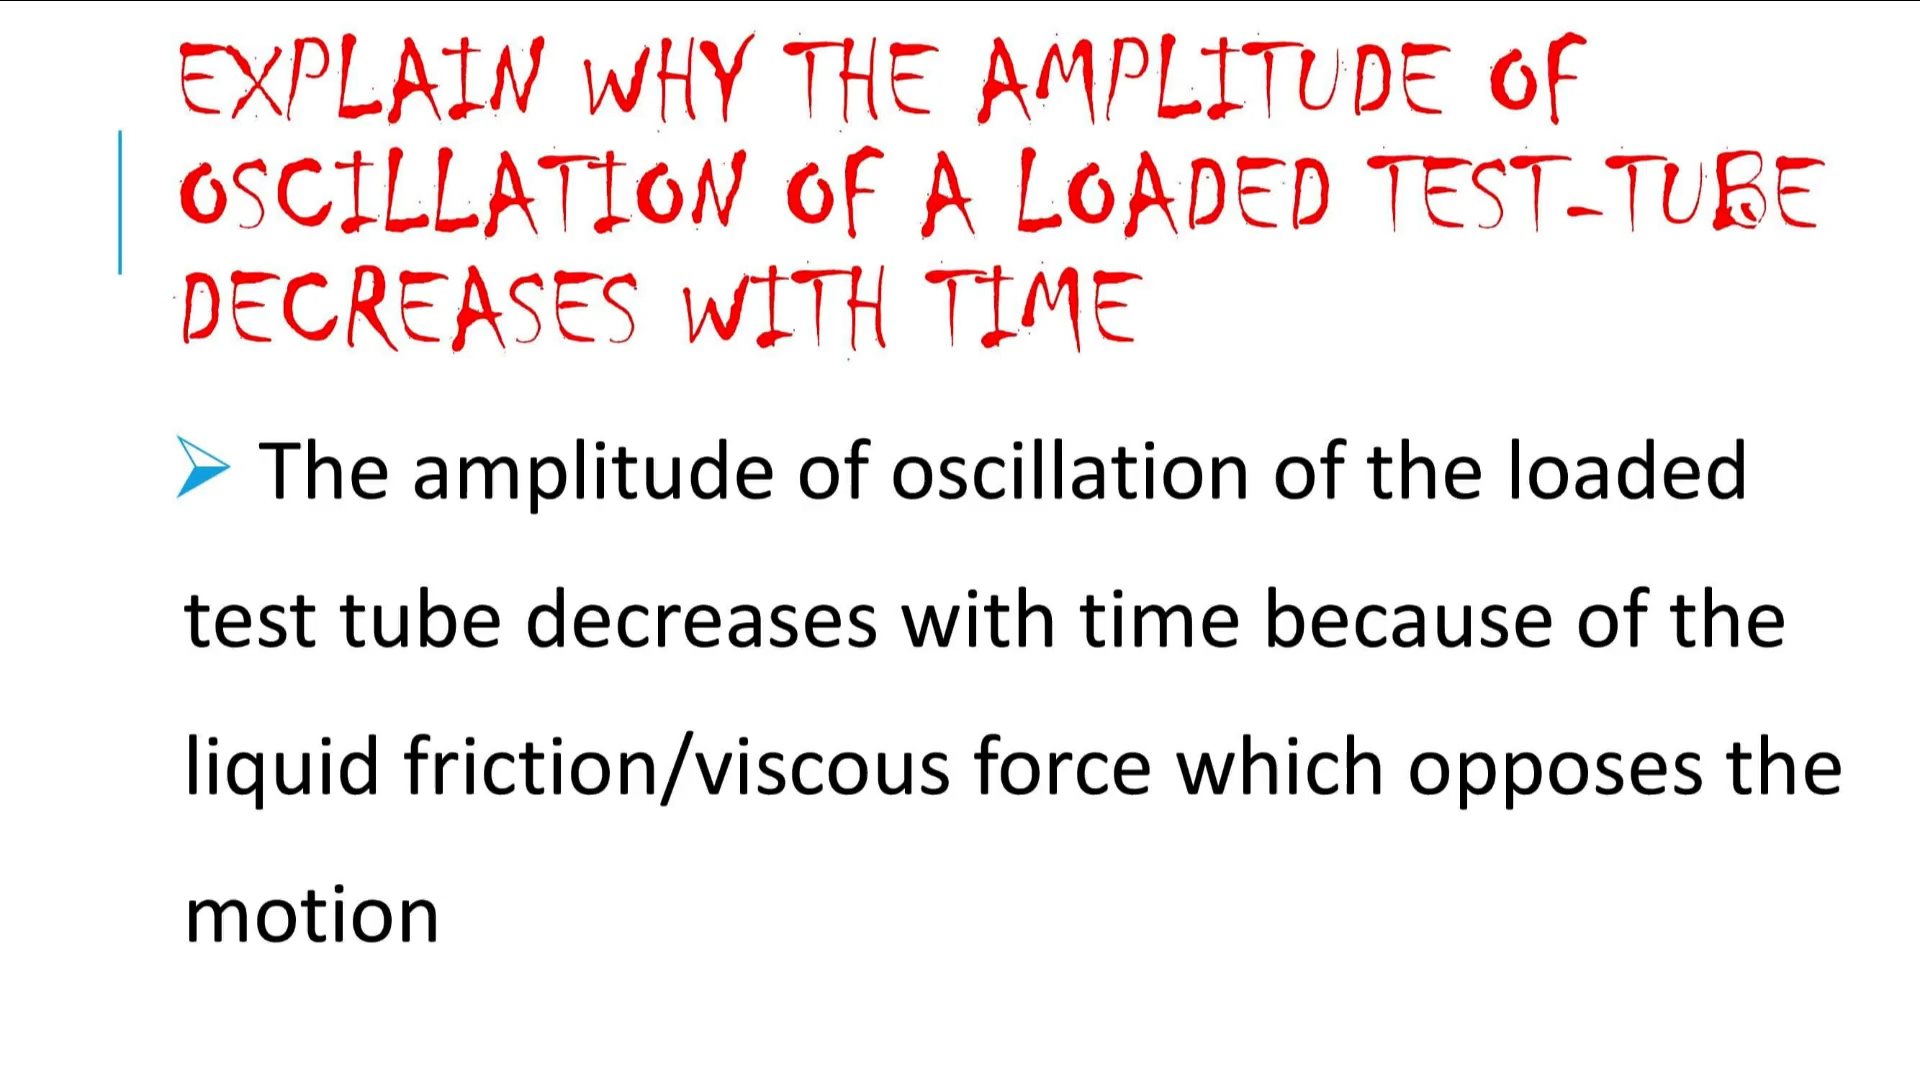 EXPLAIN WHY THE AMPLITUDE OF
OSCILLATION OF A LOADED TEST-TUBE
DECREASES WITH TIME
The amplitude of oscillation of the loaded
test tube decreases with time because of the
liquid friction/viscous force which opposes the
motion